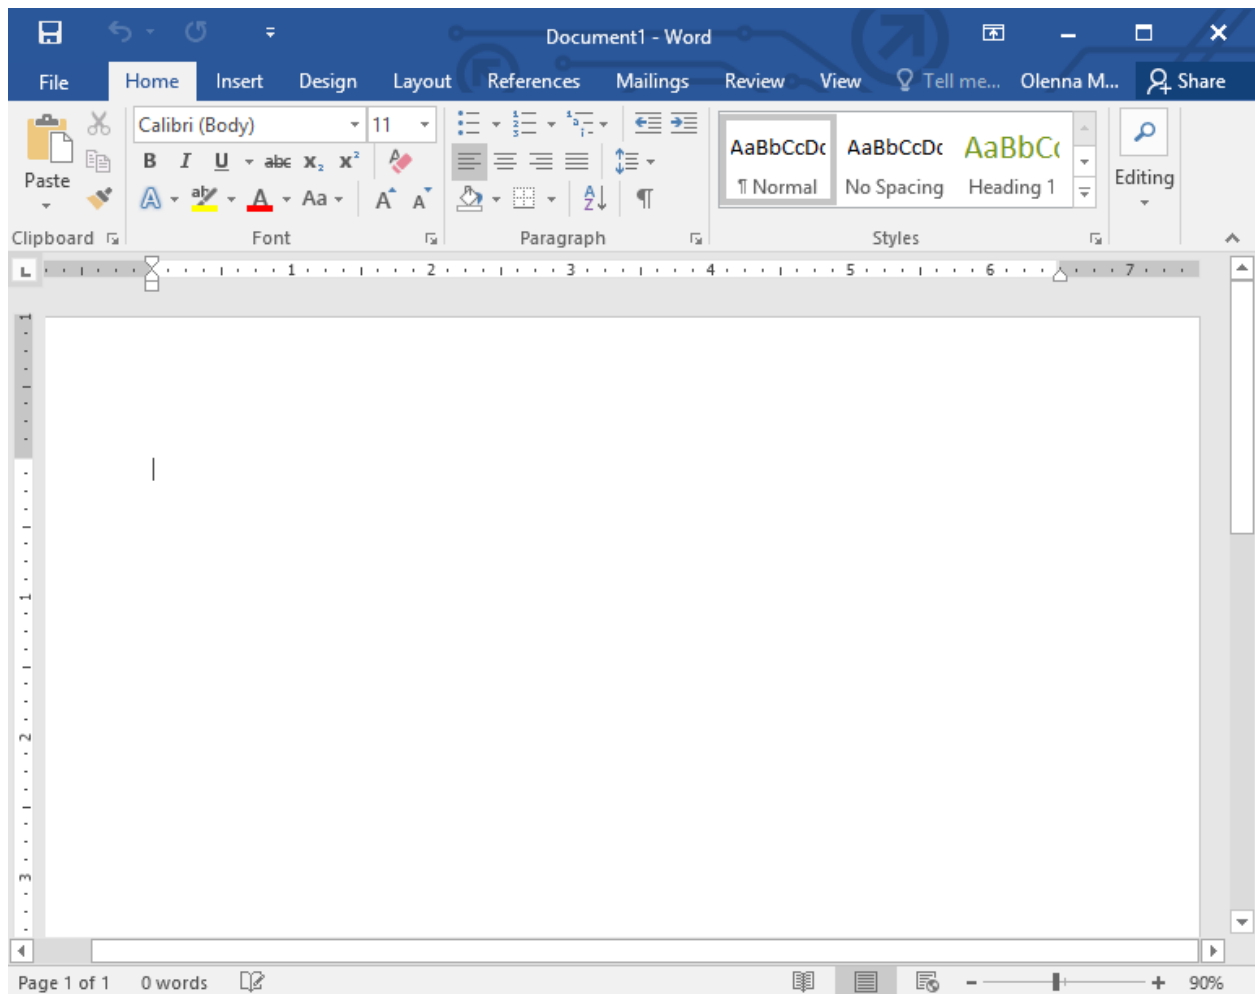 Document1 - Word
File Home Insert Design Layout References Mailings Review View Tell me... Olenna M... Share
Calibri (Body) 11
B I U abc x₂ x² A
A aby A Aa A A A Z ¶
Paste
AaBbCcDc AaBbCcDc AaBbCc
¶ Normal No Spacing Heading 1
Editing
Clipboard Font Paragraph Styles
L 1 2 3 4 5 6 7
1
1
2
3
Page 1 of 1 0 words 90%